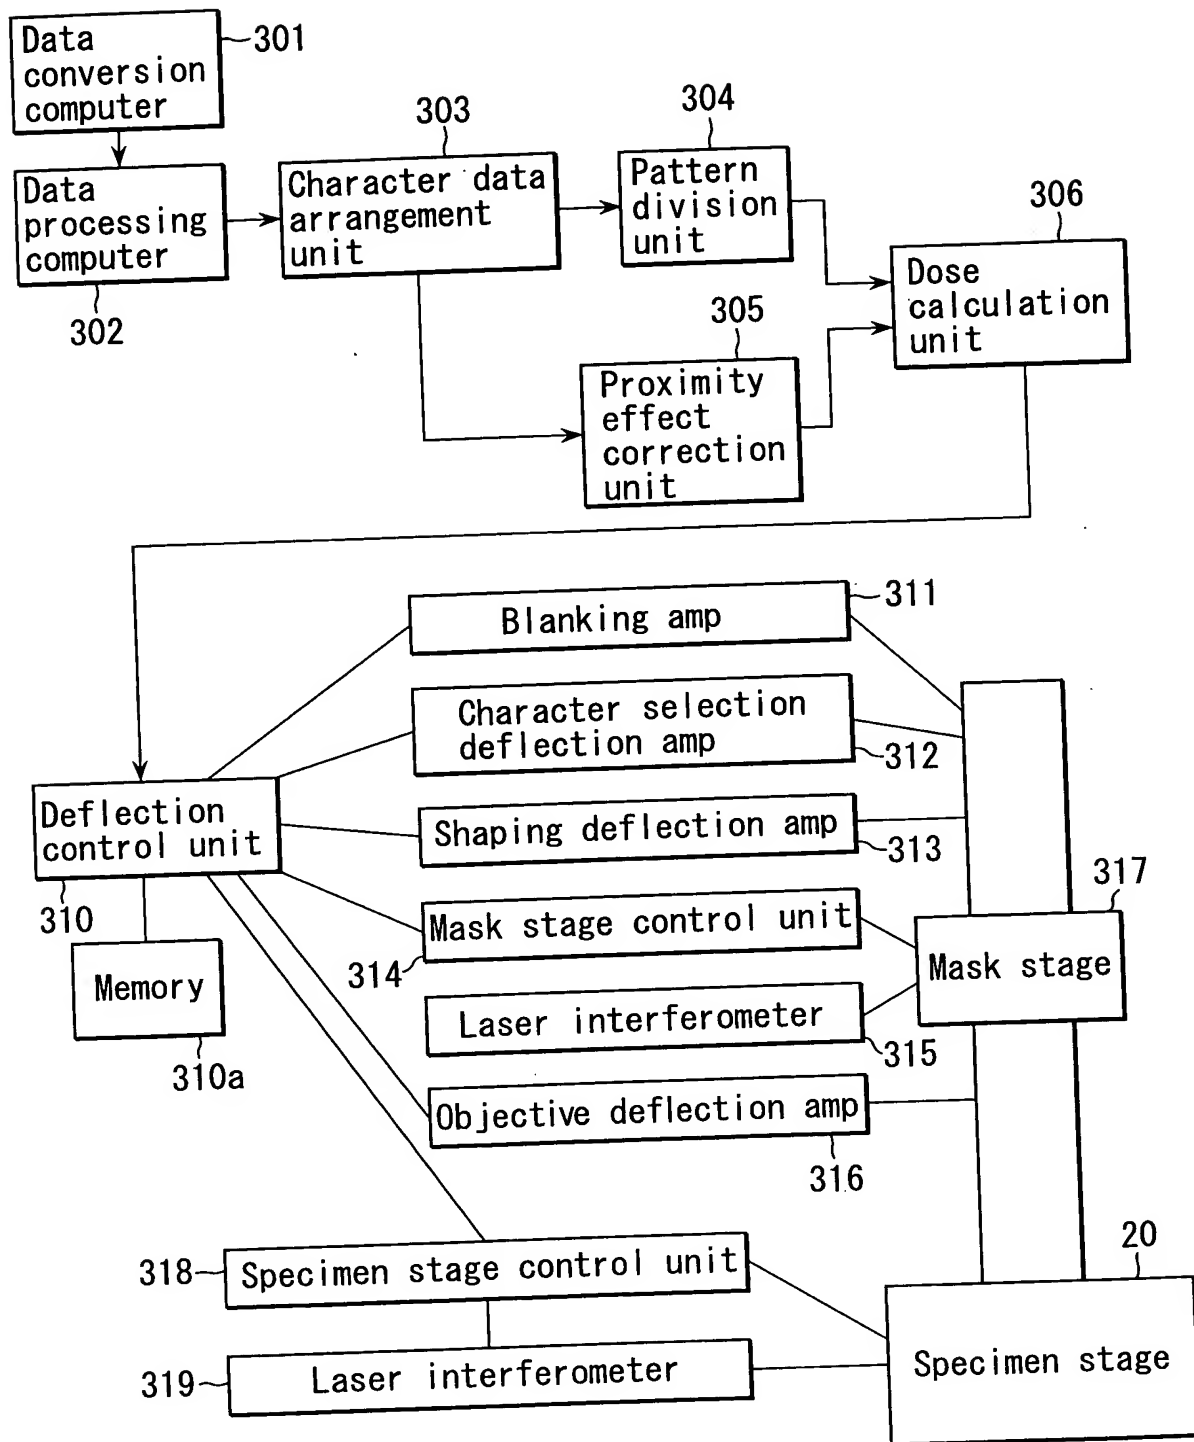 Data
conversion
computer
301
Data
processing
computer
302
Character data
arrangement
unit
303
Pattern
division
unit
304
Proximity
effect
correction
unit
305
Dose
calculation
unit
306
Blanking amp
311
Character selection
deflection amp
312
Deflection
control unit
310
Shaping deflection amp
313
Mask stage control unit
314
Mask stage
317
Memory
310a
Laser interferometer
315
Objective deflection amp
316
318
Specimen stage control unit
20
Specimen stage
319
Laser interferometer